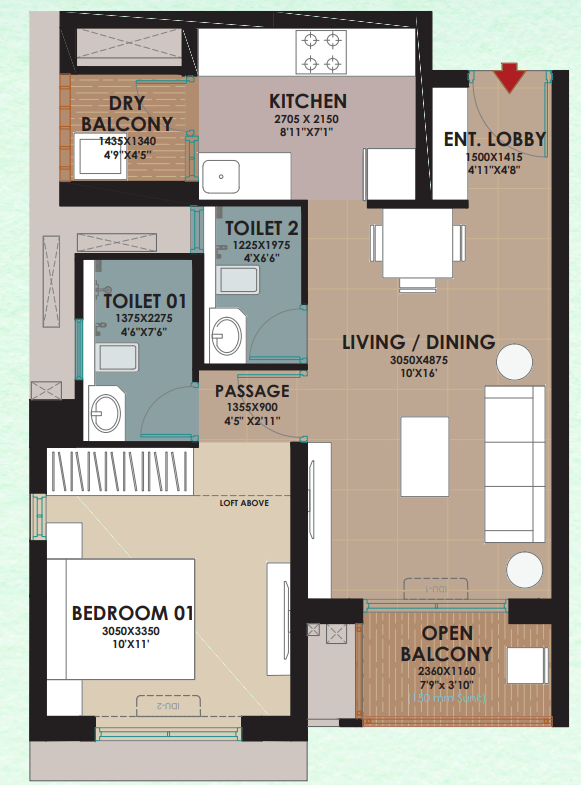 DRY
BALCONY
1435X1340
4'9"X4'5"
KITCHEN
2705 X 2150
8'11"X7'1"
ENT. LOBBY
1500X1415
4'11"X4'8"
TOILET 2
1225X1975
4'X6'6"
TOILET 01
1375X2275
4'6"X7'6"
LIVING / DINING
3050X4875
10'X16'
PASSAGE
1355X900
4'5" X2'11"
LOFT ABOVE
BEDROOM 01
3050X3350
10'X11'
IDU-1
OPEN
BALCONY
2360X1160
7'9"x 3'10"
(150 mm Sunk)
IDU-2